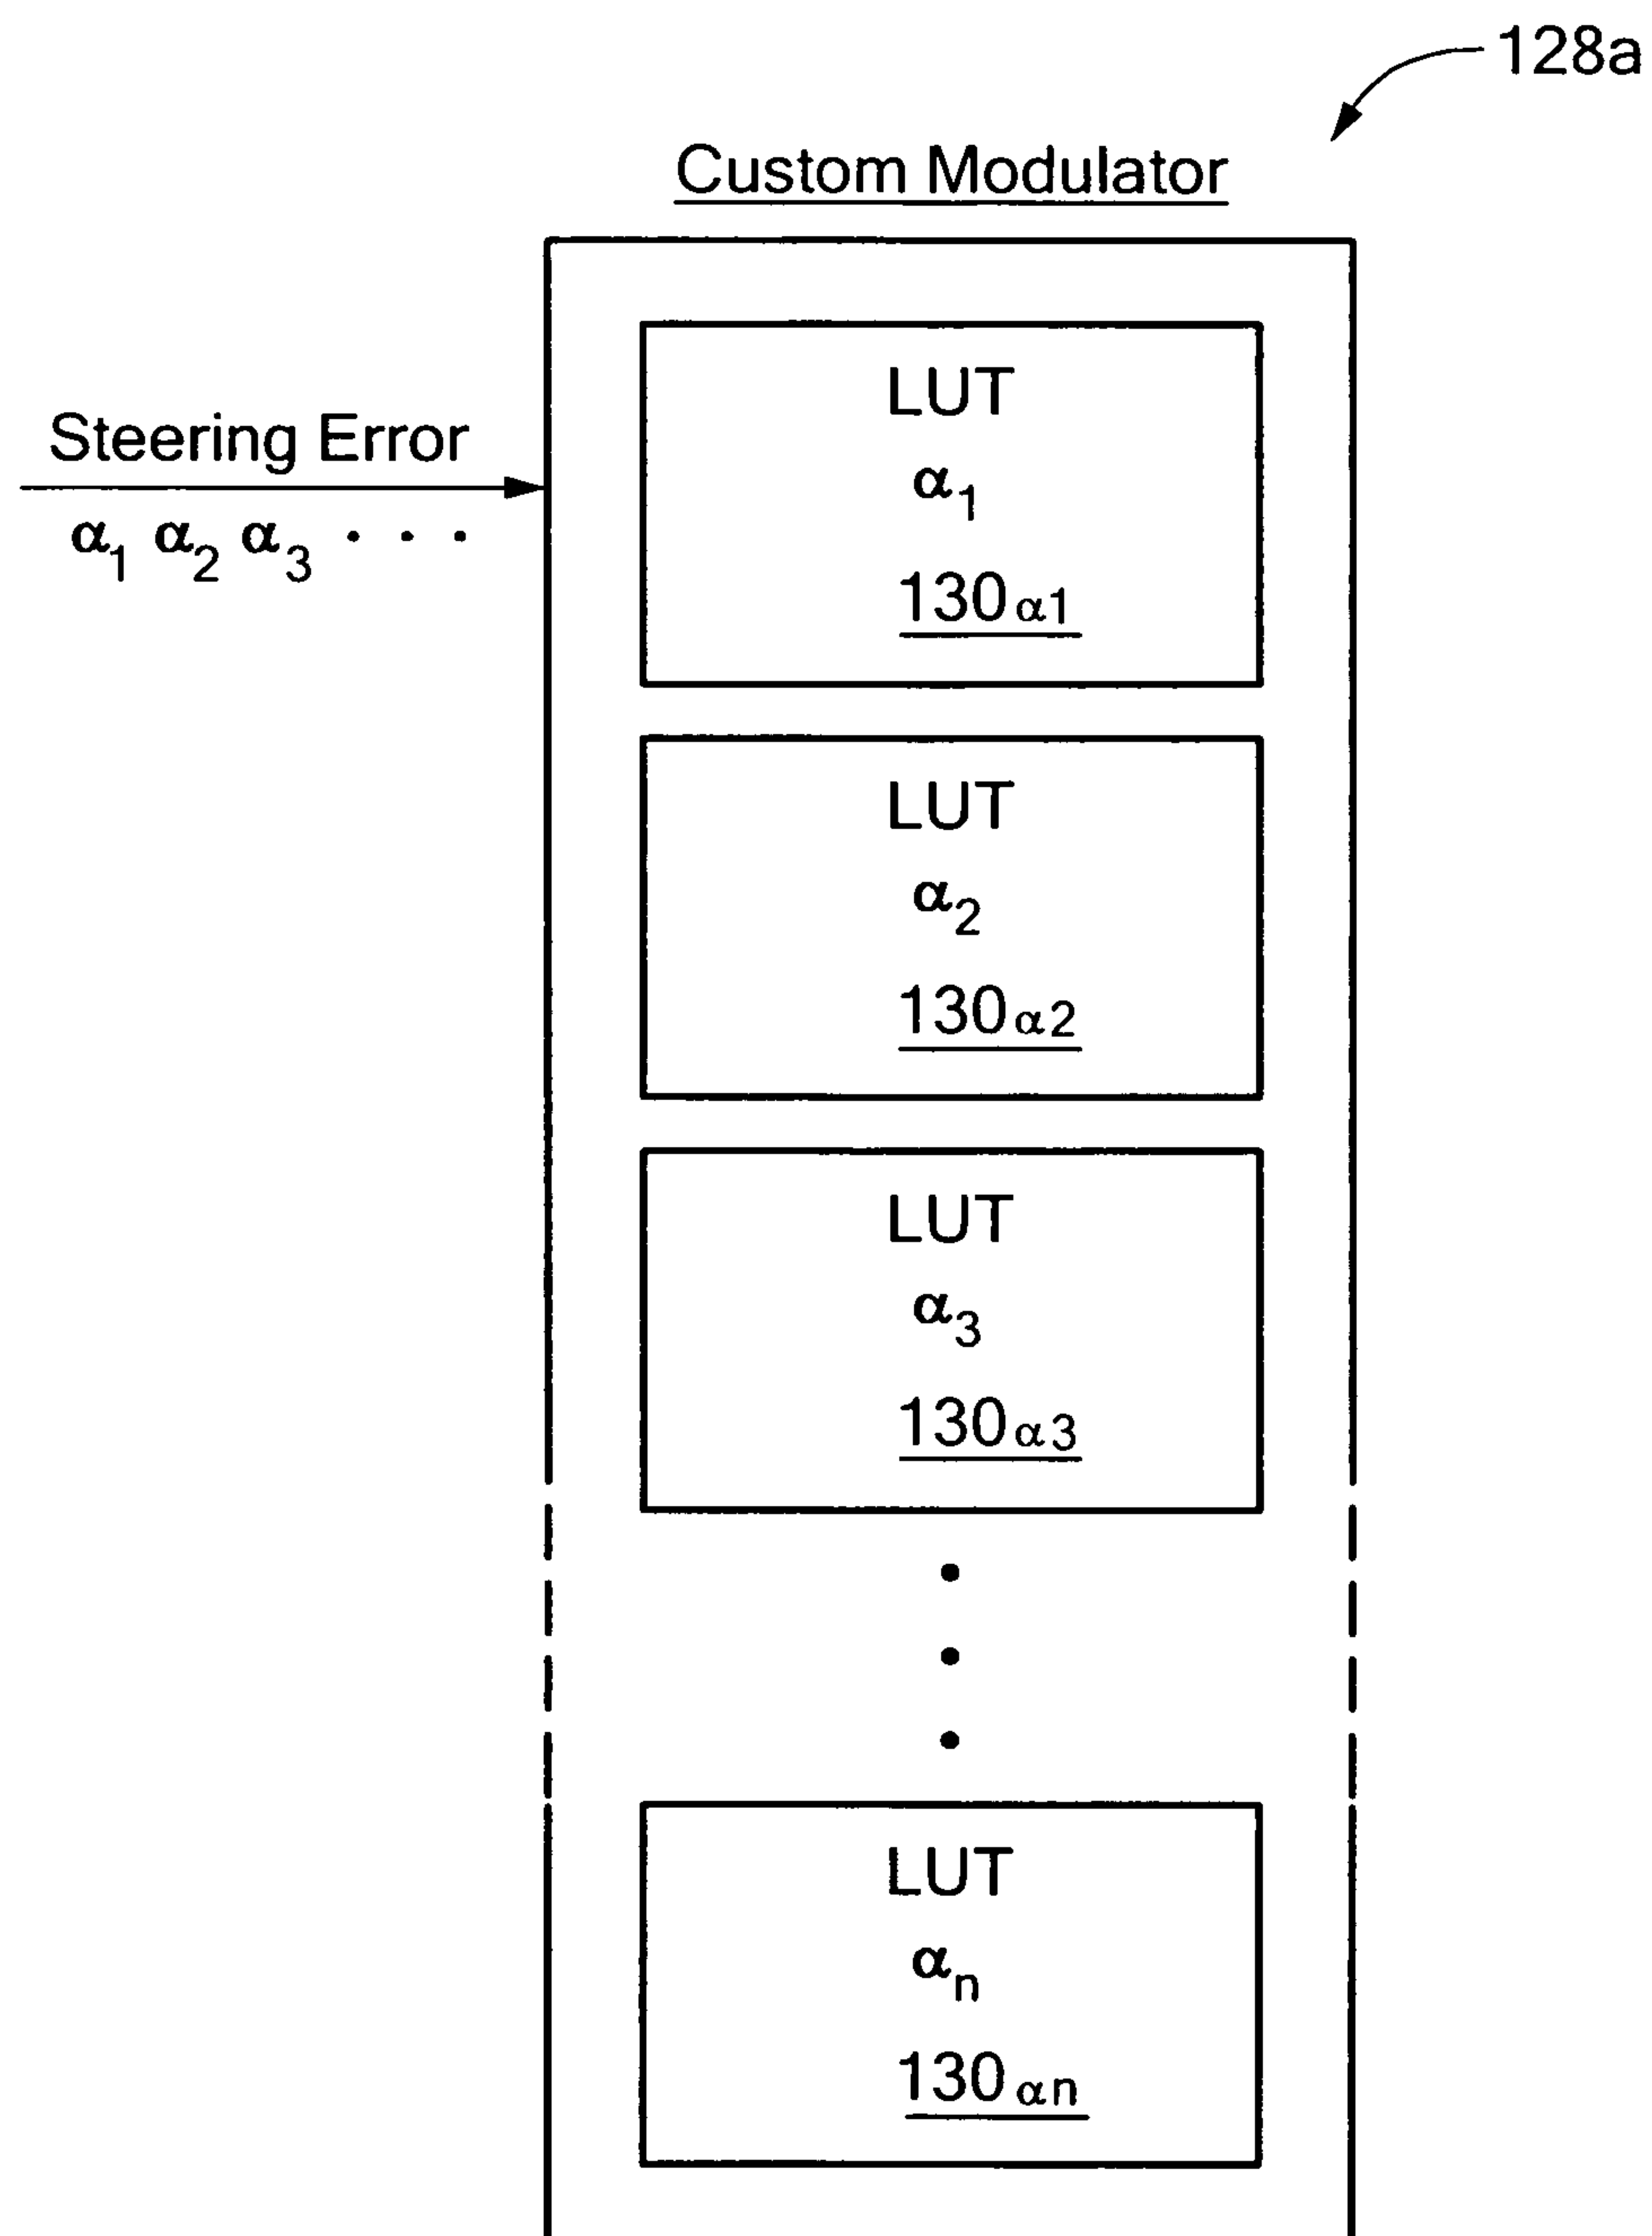 128a
Custom Modulator
Steering Error
α1 α2 α3 . . .
LUT
α1
130α1
LUT
α2
130α2
LUT
α3
130α3
LUT
αn
130αn